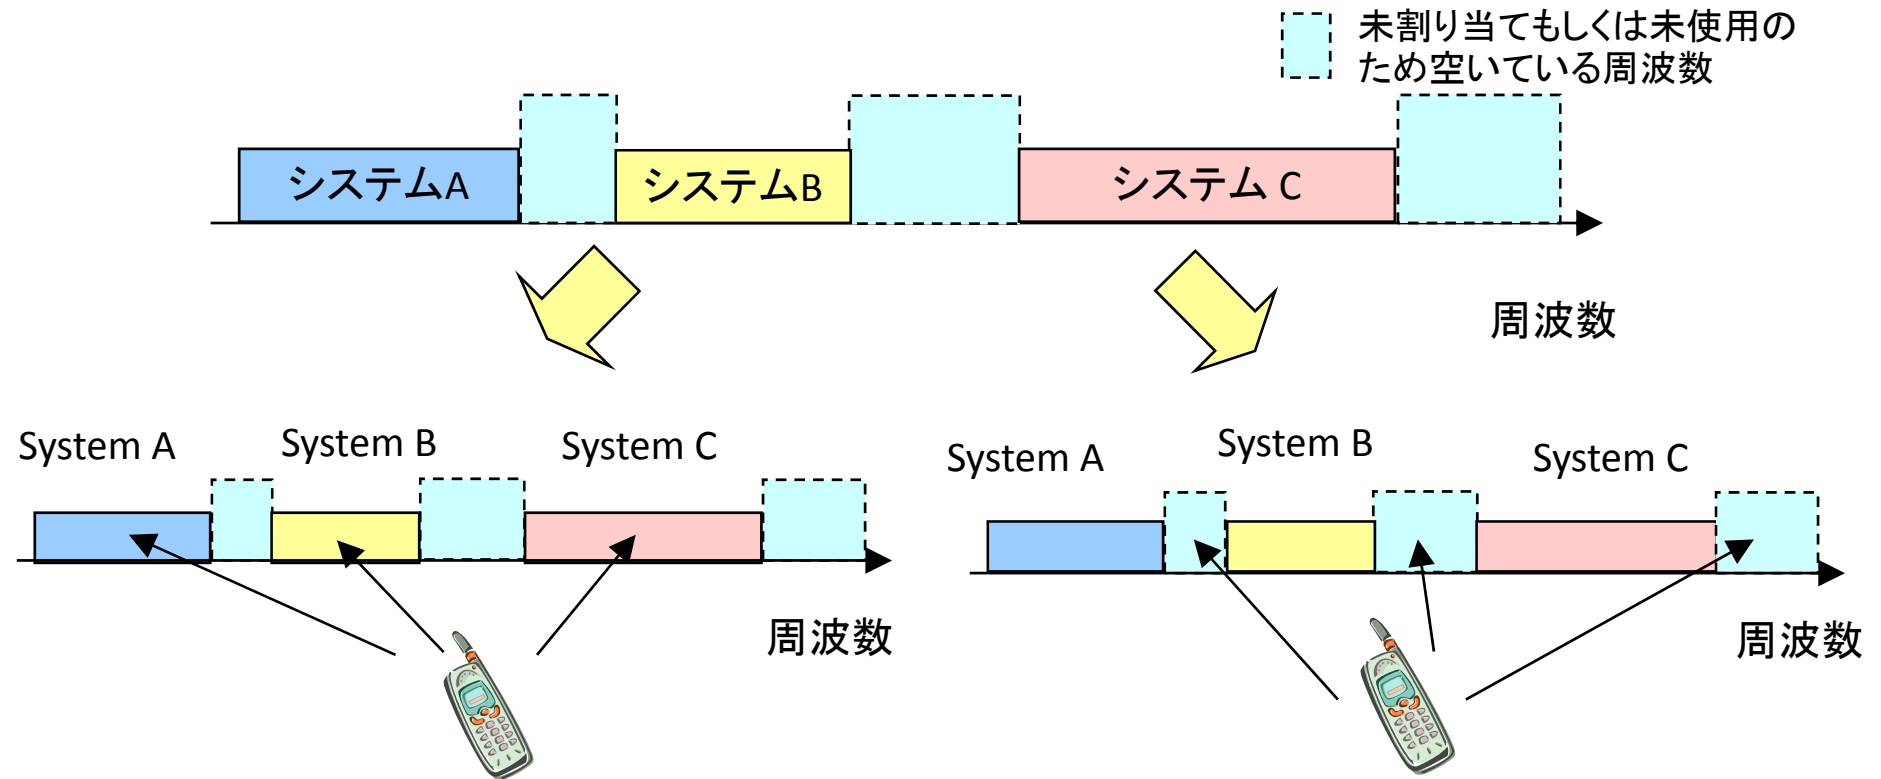 未割り当てもしくは未使用の
ため空いている周波数
システムA
システムB
システム C
周波数
System A
System B
System C
周波数
System A
System B
System C
周波数